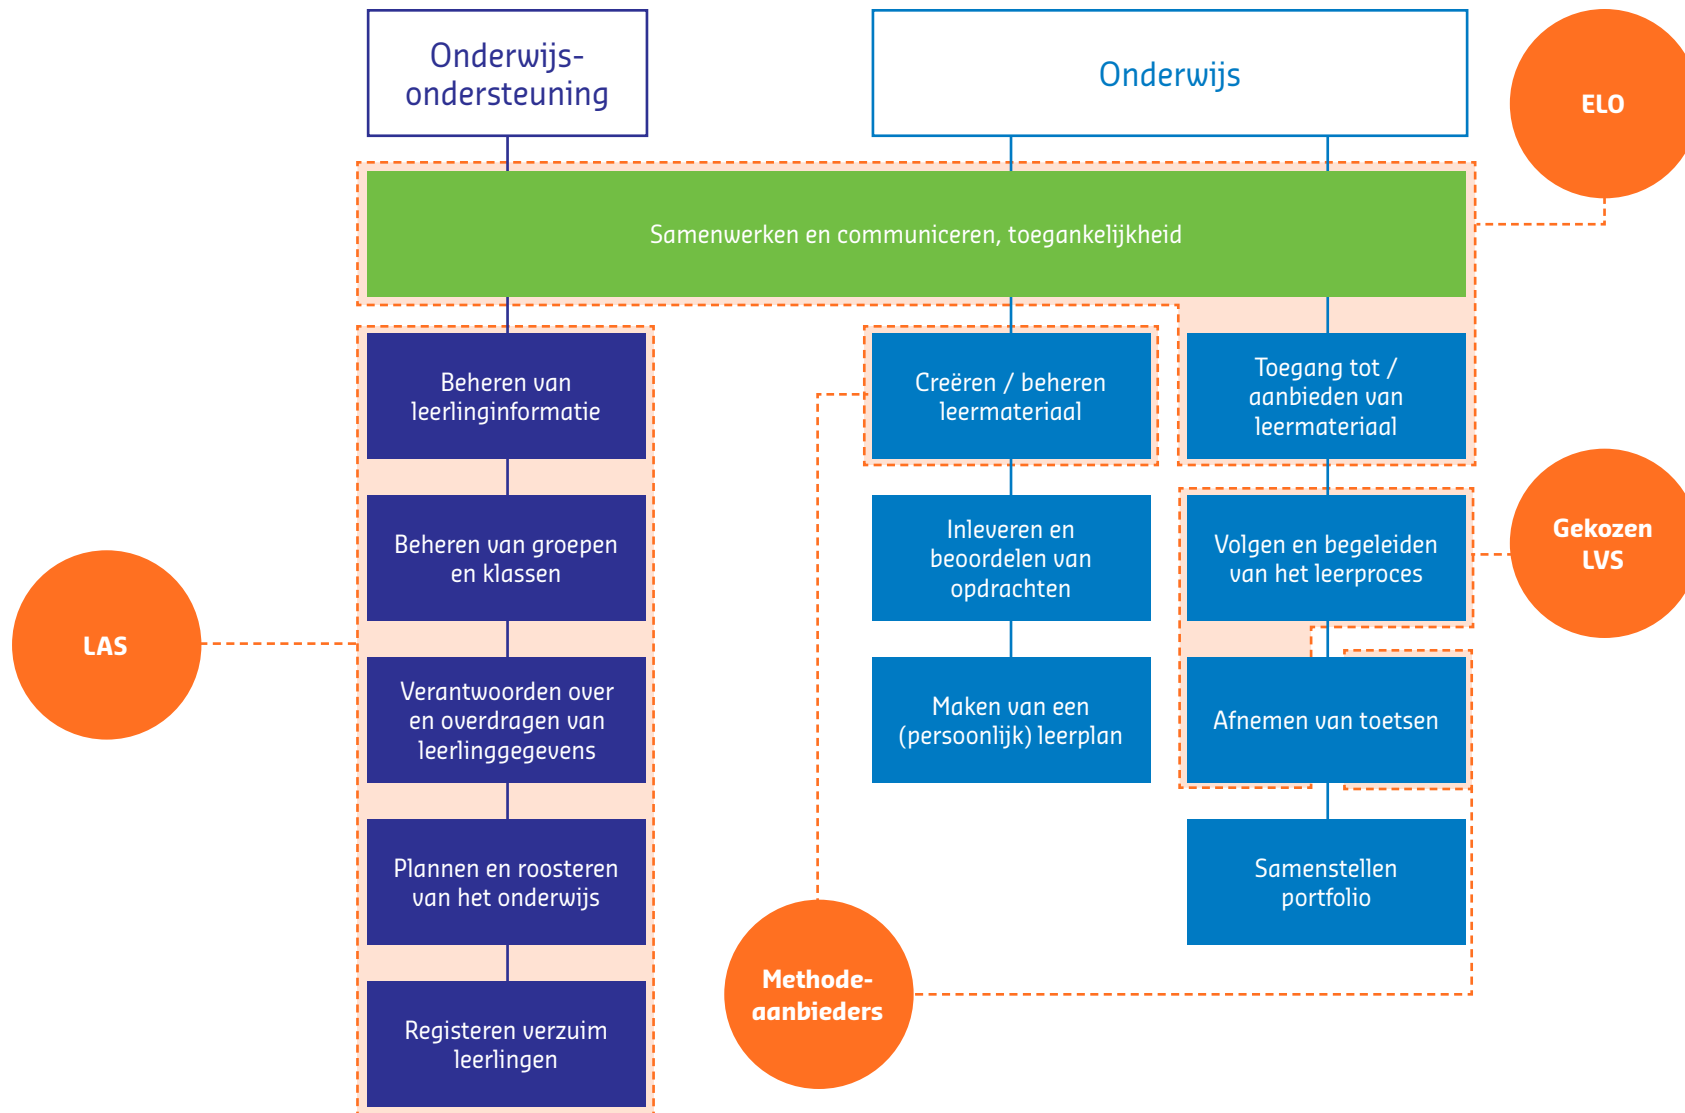 Onderwijs-
ondersteuning
Onderwijs
ELO
Samenwerken en communiceren, toegankelijkheid
Beheren van
leerlinginformatie
Creëren / beheren
leermateriaal
Toegang tot /
aanbieden van
leermateriaal
Beheren van groepen
en klassen
Inleveren en
beoordelen van
opdrachten
Volgen en begeleiden
van het leerproces
Gekozen
LVS
LAS
Verantwoorden over
en overdragen van
leerlinggegevens
Maken van een
(persoonlijk) leerplan
Afnemen van toetsen
Plannen en roosteren
van het onderwijs
Samenstellen
portfolio
Methode-
aanbieders
Registeren verzuim
leerlingen